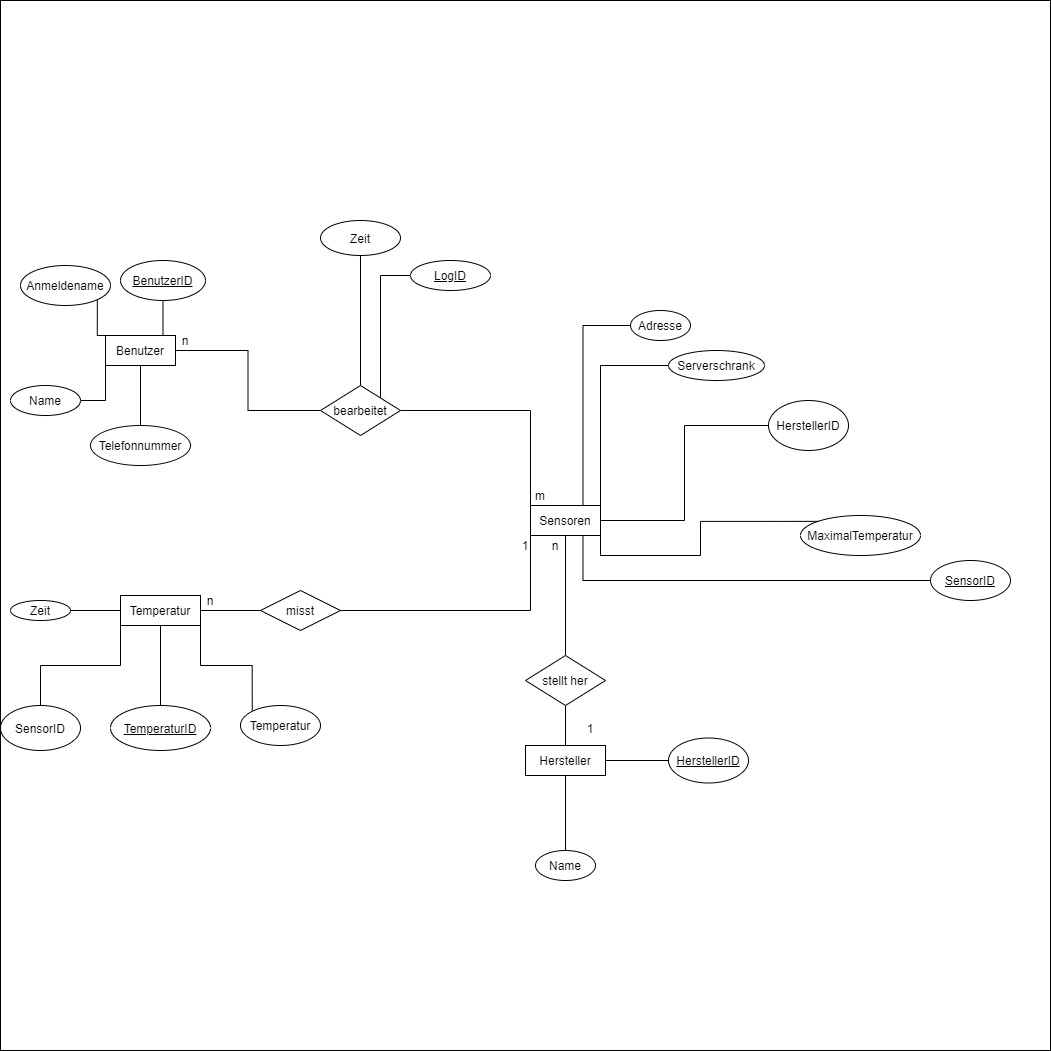 Zeit
LogID
Anmeldename
BenutzerID
Benutzer
n
Name
Telefonnummer
bearbeitet
Adresse
Serverschrank
HerstellerID
m
Sensoren
1
n
MaximalTemperatur
SensorID
Zeit
Temperatur
n
misst
SensorID
TemperaturID
Temperatur
stellt her
1
Hersteller
HerstellerID
Name